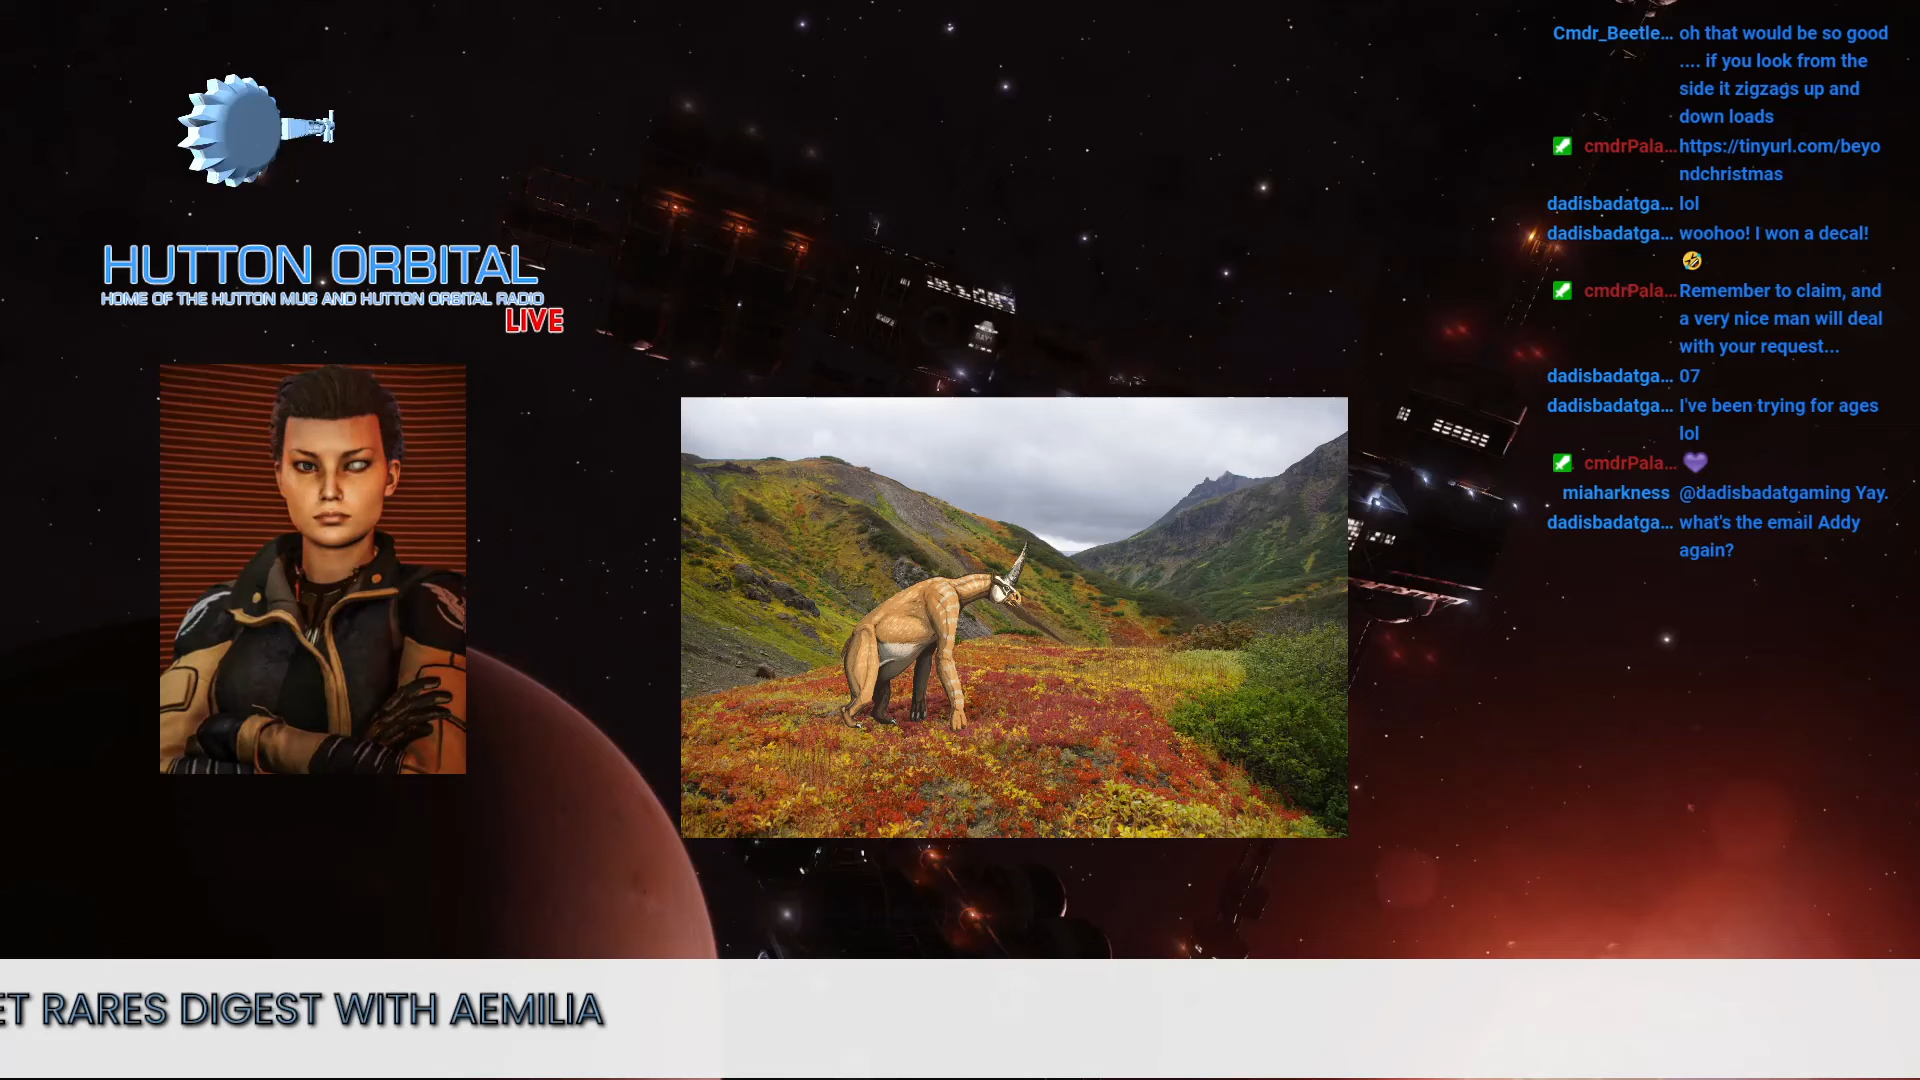 HUTTON ORBITAL
HOME OF THE HUTTON MUG AND HUTTON ORBITAL RADIO
LIVE
Cmdr_Beetle... oh that would be so good
.... if you look from the
side it zigzags up and
down loads
cmdrPala... https://tinyurl.com/beyo
ndchristmas
dadisbadatga... lol
dadisbadatga... woohoo! I won a decal!
🤣
cmdrPala... Remember to claim, and
a very nice man will deal
with your request...
dadisbadatga... 07
dadisbadatga... I've been trying for ages
lol
cmdrPala... 💜
miaharkness @dadisbadatgaming Yay.
dadisbadatga... what's the email Addy
again?
ET RARES DIGEST WITH AEMILIA